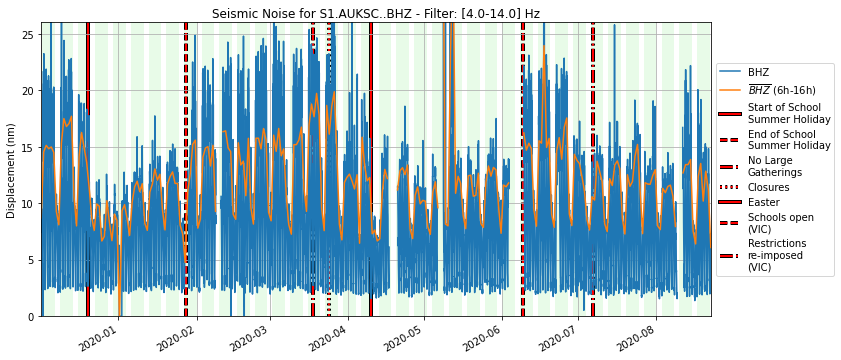 Seismic Noise for S1.AUKSC..BHZ - Filter: [4.0-14.0] Hz
Displacement (nm)
25
20
15
10
5
0
2020-01
2020-02
2020-03
2020-04
2020-05
2020-06
2020-07
2020-08
BHZ
BHZ (6h-16h)
Start of School
Summer Holiday
End of School
Summer Holiday
No Large
Gatherings
Closures
Easter
Schools open
(VIC)
Restrictions
re-imposed
(VIC)